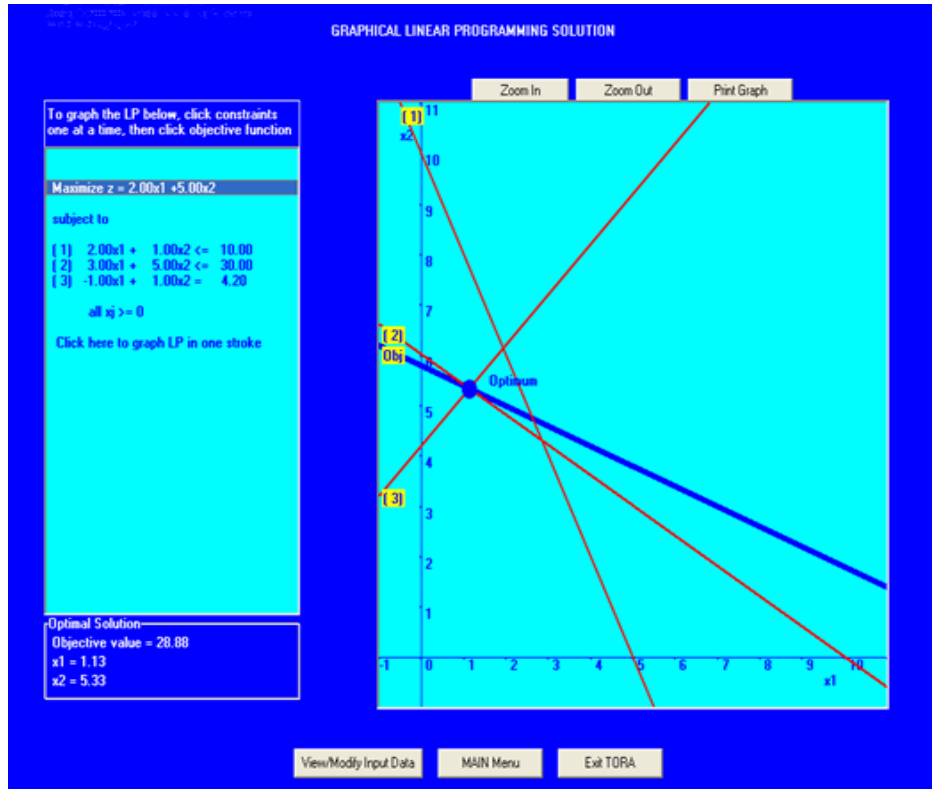 GRAPHICAL LINEAR PROGRAMMING SOLUTION
Zoom In
Zoom Out
Print Graph
To graph the LP below, click constraints
one at a time, then click objective function
Maximize z = 2.00x1 +5.00x2
subject to
( 1) 2.00x1 + 1.00x2 <= 10.00
( 2) 3.00x1 + 5.00x2 <= 30.00
( 3) -1.00x1 + 1.00x2 = 4.20
all xj >= 0
Click here to graph LP in one stroke
Optimal Solution
Objective value = 28.88
x1 = 1.13
x2 = 5.33
( 1)
11
x2
10
9
8
7
( 2)
Obj
6
Optimum
5
4
( 3)
3
2
1
-1 0 1 2 3 4 5 6 7 8 9 10
x1
View/Modify Input Data
MAIN Menu
Exit TORA